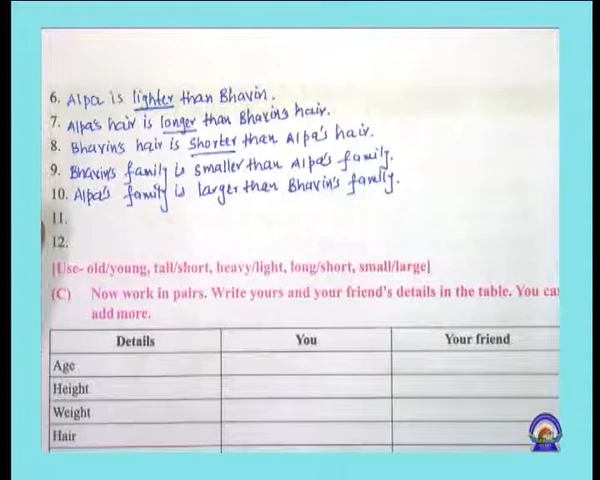 6. Alpa is lighter than Bhavin.
7. Alpa's hair is longer than Bhavin's hair.
8. Bhavin's hair is shorter than Alpa's hair.
9. Bhavin's family is smaller than Alpa's family.
10. Alpa's family is larger than Bhavin's family.
11.
12.
[Use- old/young, tall/short, heavy/light, long/short, small/large]
(C) Now work in pairs. Write yours and your friend's details in the table. You can
add more.
Details You Your friend
Age
Height
Weight
Hair